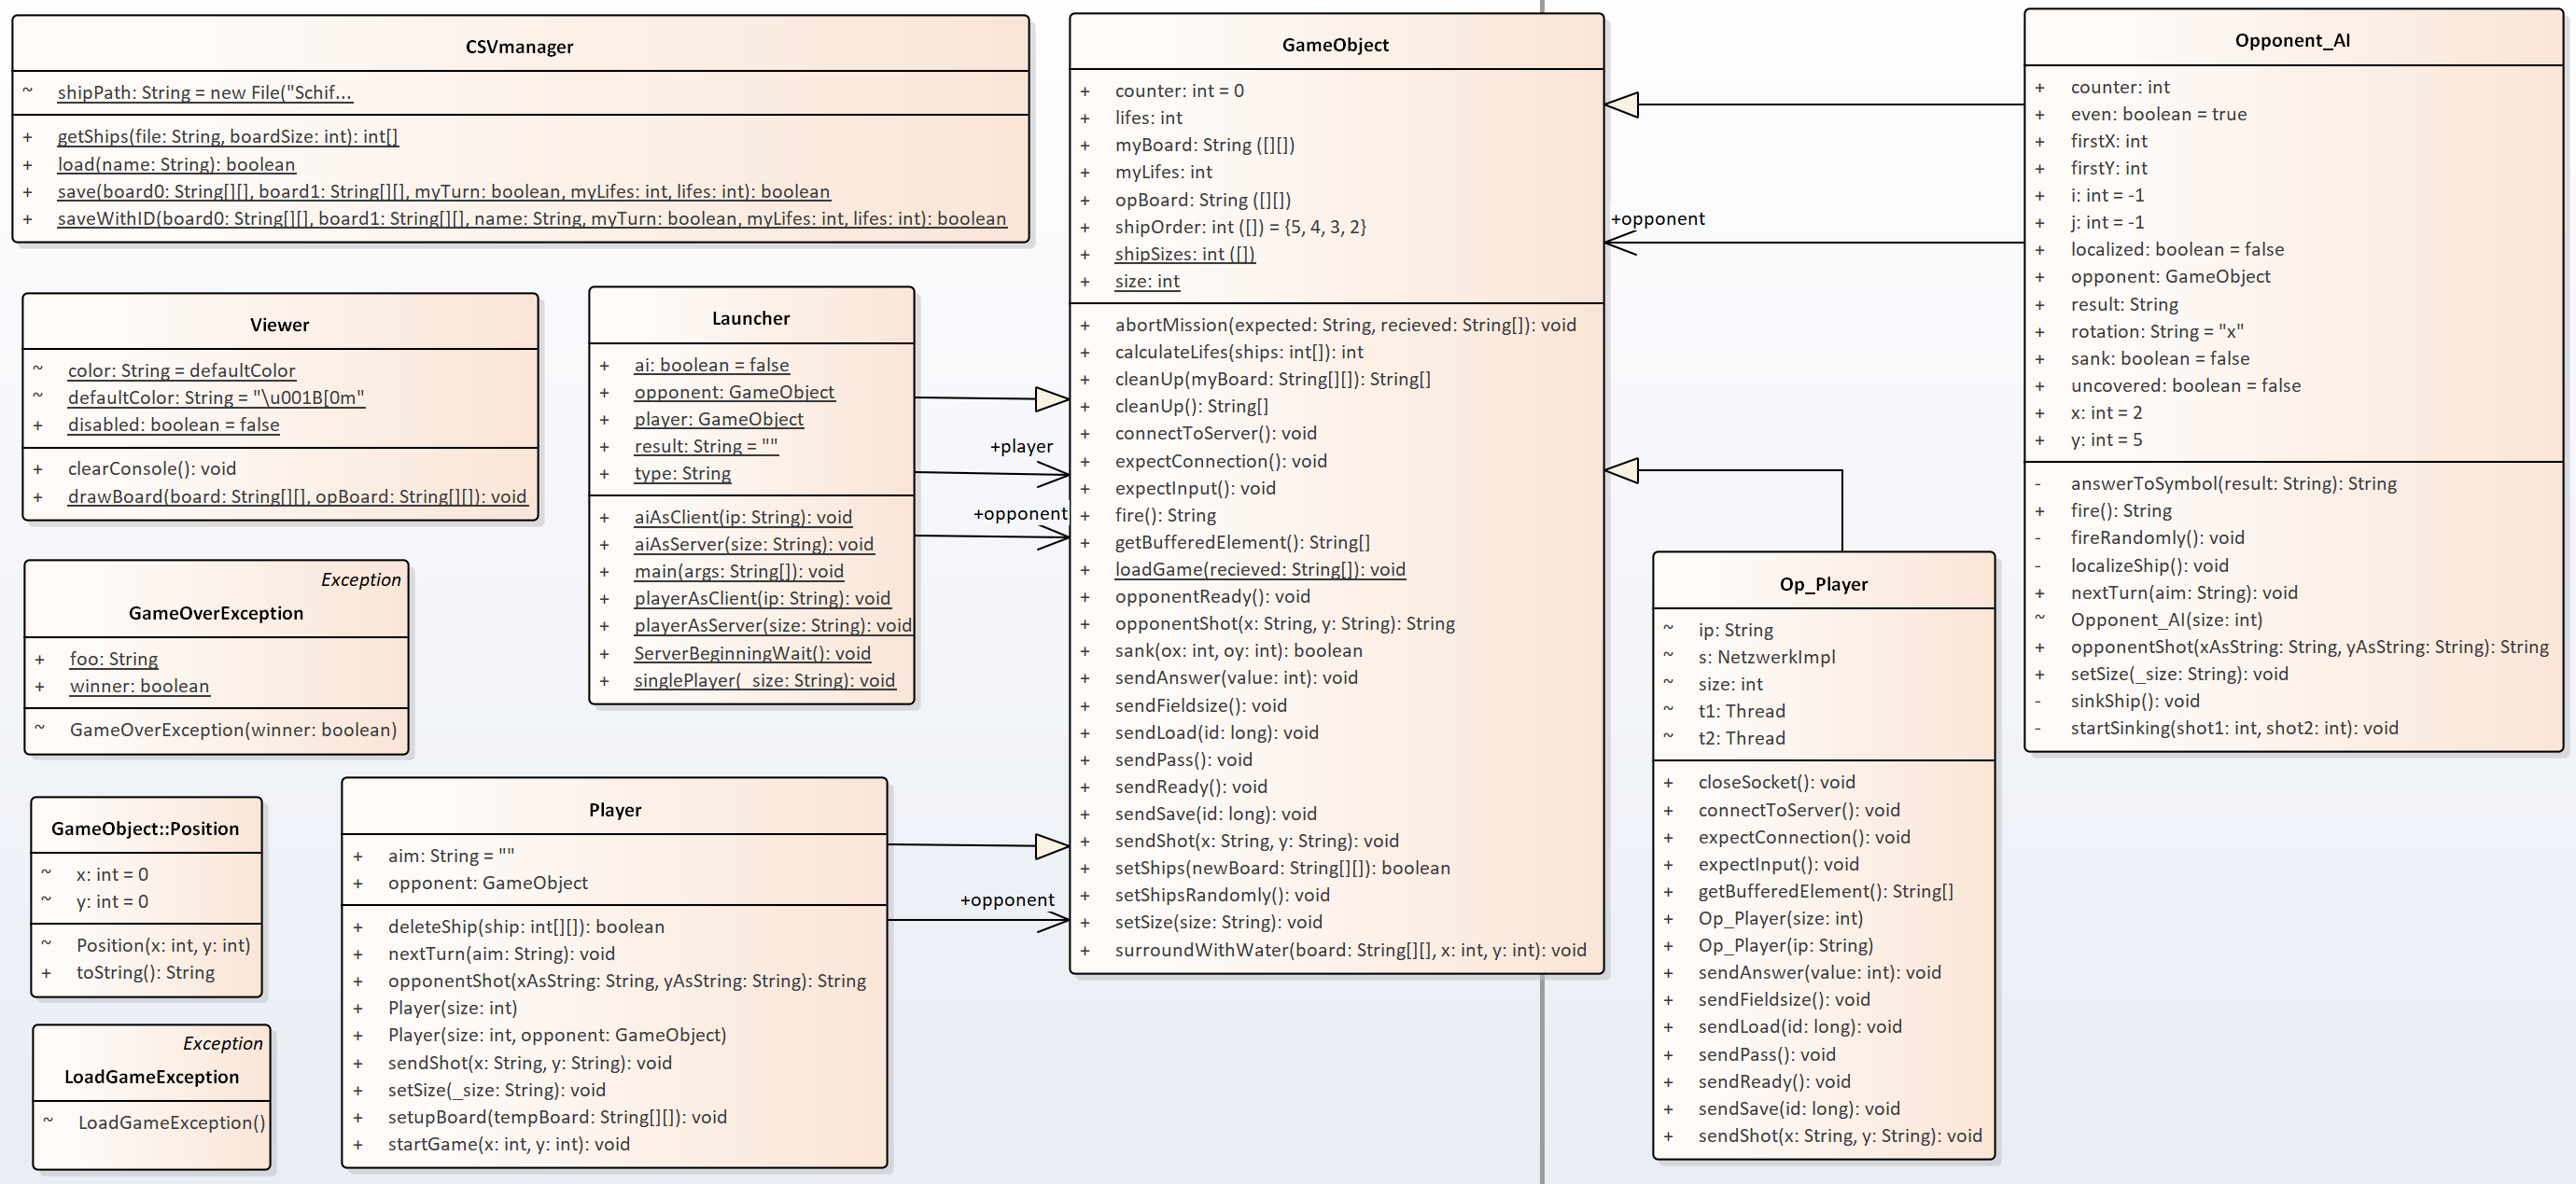 CSVmanager
~ shipPath: String = new File("Schif...
+ getShips(file: String, boardSize: int): int[]
+ load(name: String): boolean
+ save(board0: String[][], board1: String[][], myTurn: boolean, myLifes: int, lifes: int): boolean
+ saveWithID(board0: String[][], board1: String[][], name: String, myTurn: boolean, myLifes: int, lifes: int): boolean
Viewer
~ color: String = defaultColor
~ defaultColor: String = "\u001B[0m"
+ disabled: boolean = false
+ clearConsole(): void
+ drawBoard(board: String[][], opBoard: String[][]): void
Launcher
+ ai: boolean = false
+ opponent: GameObject
+ player: GameObject
+ result: String = ""
+ type: String
+ aiAsClient(ip: String): void
+ aiAsServer(size: String): void
+ main(args: String[]): void
+ playerAsClient(ip: String): void
+ playerAsServer(size: String): void
+ ServerBeginningWait(): void
+ singlePlayer(_size: String): void
+player
+opponent
Exception
GameOverException
+ foo: String
+ winner: boolean
~ GameOverException(winner: boolean)
GameObject::Position
~ x: int = 0
~ y: int = 0
~ Position(x: int, y: int)
+ toString(): String
Exception
LoadGameException
~ LoadGameException()
Player
+ aim: String = ""
+ opponent: GameObject
+ deleteShip(ship: int[][]): boolean
+ nextTurn(aim: String): void
+ opponentShot(xAsString: String, yAsString: String): String
+ Player(size: int)
+ Player(size: int, opponent: GameObject)
+ sendShot(x: String, y: String): void
+ setSize(_size: String): void
+ setupBoard(tempBoard: String[][]): void
+ startGame(x: int, y: int): void
+opponent
GameObject
+ counter: int = 0
+ lifes: int
+ myBoard: String ([][])
+ myLifes: int
+ opBoard: String ([][])
+ shipOrder: int ([]) = {5, 4, 3, 2}
+ shipSizes: int ([])
+ size: int
+ abortMission(expected: String, recieved: String[]): void
+ calculateLifes(ships: int[]): int
+ cleanUp(myBoard: String[][]): String[]
+ cleanUp(): String[]
+ connectToServer(): void
+ expectConnection(): void
+ expectInput(): void
+ fire(): String
+ getBufferedElement(): String[]
+ loadGame(recieved: String[]): void
+ opponentReady(): void
+ opponentShot(x: String, y: String): String
+ sank(ox: int, oy: int): boolean
+ sendAnswer(value: int): void
+ sendFieldsize(): void
+ sendLoad(id: long): void
+ sendPass(): void
+ sendReady(): void
+ sendSave(id: long): void
+ sendShot(x: String, y: String): void
+ setShips(newBoard: String[][]): boolean
+ setShipsRandomly(): void
+ setSize(size: String): void
+ surroundWithWater(board: String[][], x: int, y: int): void
+opponent
Op_Player
~ ip: String
~ s: NetzwerkImpl
~ size: int
~ t1: Thread
~ t2: Thread
+ closeSocket(): void
+ connectToServer(): void
+ expectConnection(): void
+ expectInput(): void
+ getBufferedElement(): String[]
+ Op_Player(size: int)
+ Op_Player(ip: String)
+ sendAnswer(value: int): void
+ sendFieldsize(): void
+ sendLoad(id: long): void
+ sendPass(): void
+ sendReady(): void
+ sendSave(id: long): void
+ sendShot(x: String, y: String): void
Opponent_AI
+ counter: int
+ even: boolean = true
+ firstX: int
+ firstY: int
+ i: int = -1
+ j: int = -1
+ localized: boolean = false
+ opponent: GameObject
+ result: String
+ rotation: String = "x"
+ sank: boolean = false
+ uncovered: boolean = false
+ x: int = 2
+ y: int = 5
- answerToSymbol(result: String): String
+ fire(): String
- fireRandomly(): void
- localizeShip(): void
+ nextTurn(aim: String): void
~ Opponent_AI(size: int)
+ opponentShot(xAsString: String, yAsString: String): String
+ setSize(_size: String): void
- sinkShip(): void
- startSinking(shot1: int, shot2: int): void